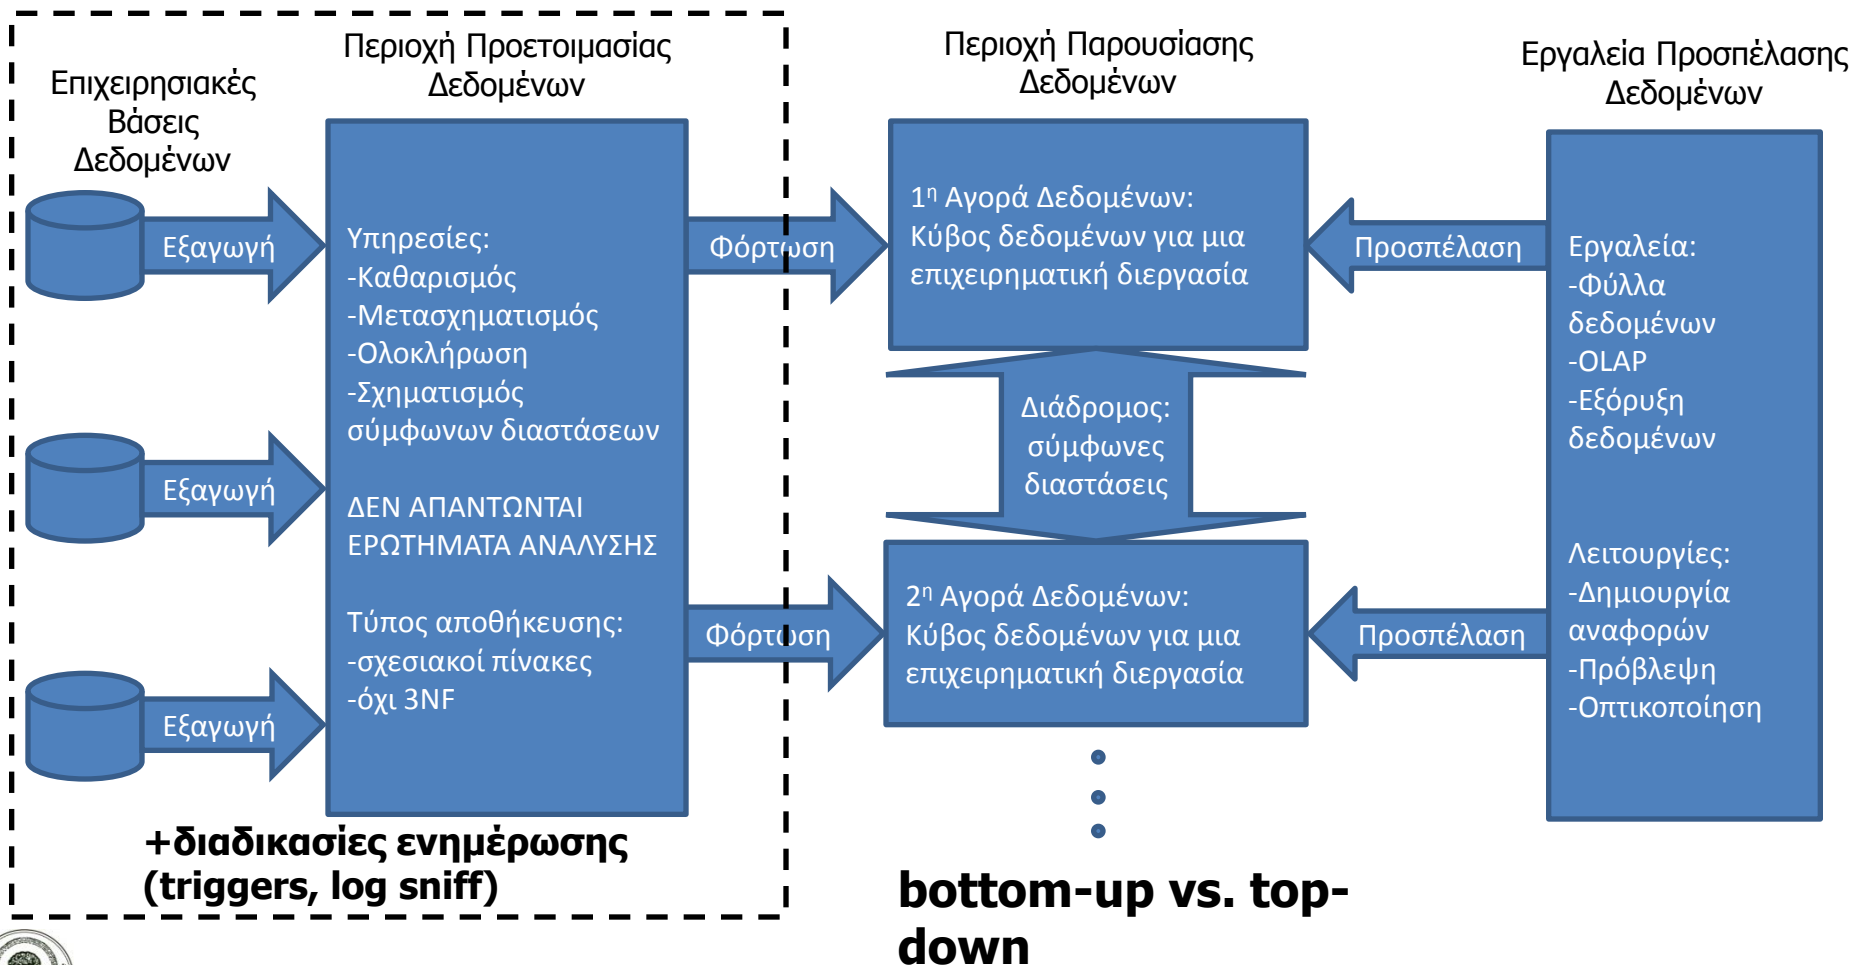 Επιχειρησιακές
Βάσεις
Δεδομένων
Περιοχή Προετοιμασίας
Δεδομένων
Περιοχή Παρουσίασης
Δεδομένων
Εργαλεία Προσπέλασης
Δεδομένων
Εξαγωγή
Εξαγωγή
Εξαγωγή
Υπηρεσίες:
-Καθαρισμός
-Μετασχηματισμός
-Ολοκλήρωση
-Σχηματισμός
σύμφωνων διαστάσεων
ΔΕΝ ΑΠΑΝΤΩΝΤΑΙ
ΕΡΩΤΗΜΑΤΑ ΑΝΑΛΥΣΗΣ
Τύπος αποθήκευσης:
-σχεσιακοί πίνακες
-όχι 3NF
+διαδικασίες ενημέρωσης
(triggers, log sniff)
Φόρτωση
Φόρτωση
1η Αγορά Δεδομένων:
Κύβος δεδομένων για μια
επιχειρηματική διεργασία
Διάδρομος:
σύμφωνες
διαστάσεις
2η Αγορά Δεδομένων:
Κύβος δεδομένων για μια
επιχειρηματική διεργασία
bottom-up vs. top-
down
Προσπέλαση
Προσπέλαση
Εργαλεία:
-Φύλλα
δεδομένων
-OLAP
-Εξόρυξη
δεδομένων
Λειτουργίες:
-Δημιουργία
αναφορών
-Πρόβλεψη
-Οπτικοποίηση